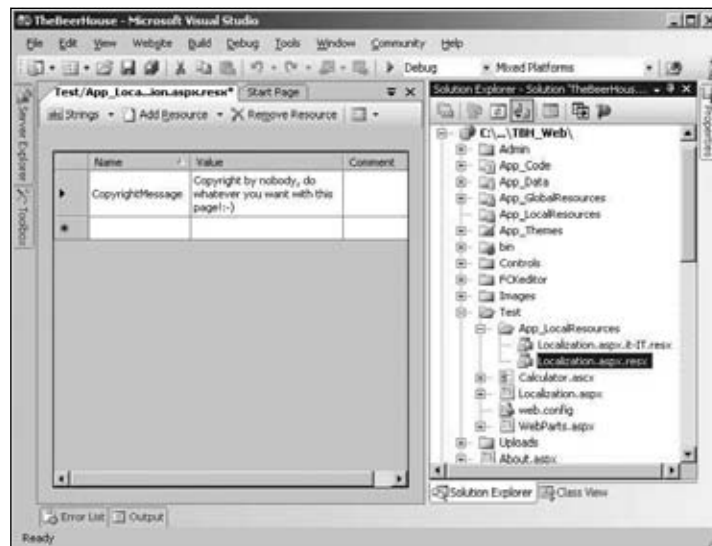 TheBeerHouse - Microsoft Visual Studio
File Edit View Website Build Debug Tools Window Community Help
Debug Mixed Platforms
Test/App_Loca...ion.aspx.resx* Start Page
Strings Add Resource Remove Resource
Name Value Comment
CopyrightMessage
Copyright by nobody, do
whatever you want with this
page!:-)
Server Explorer
Toolbox
Solution Explorer - Solution 'TheBeerHous...
C:\...\TBH_Web\
Admin
App_Code
App_Data
App_GlobalResources
App_LocalResources
App_Themes
bin
Controls
FCKeditor
Images
Test
App_LocalResources
Localization.aspx.it-IT.resx
Localization.aspx.resx
Calculator.ascx
Localization.aspx
web.config
WebParts.aspx
Uploads
About.aspx
Properties
Solution Explorer Class View
Error List Output
Ready